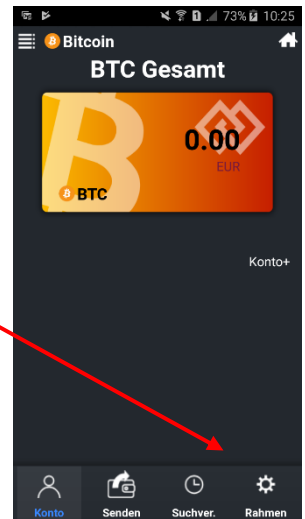 73% 10:25
Bitcoin
BTC Gesamt
0.00
EUR
BTC
Konto+
Konto Senden Suchver. Rahmen